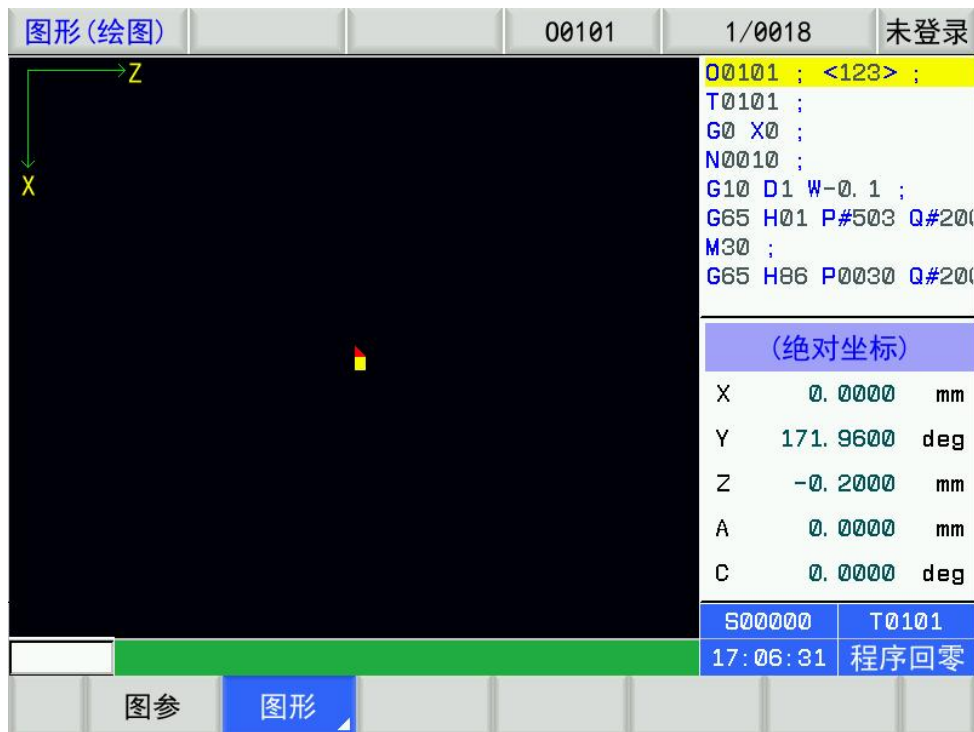 图形(绘图) O0101 1/0018 未登录
Z
X
O0101 ; <123> ;
T0101 ;
G0 X0 ;
N0010 ;
G10 D1 W-0.1 ;
G65 H01 P#503 Q#200
M30 ;
G65 H86 P0030 Q#200
(绝对坐标)
X 0.0000 mm
Y 171.9600 deg
Z -0.2000 mm
A 0.0000 mm
C 0.0000 deg
S00000 T0101
17:06:31 程序回零
图参 图形